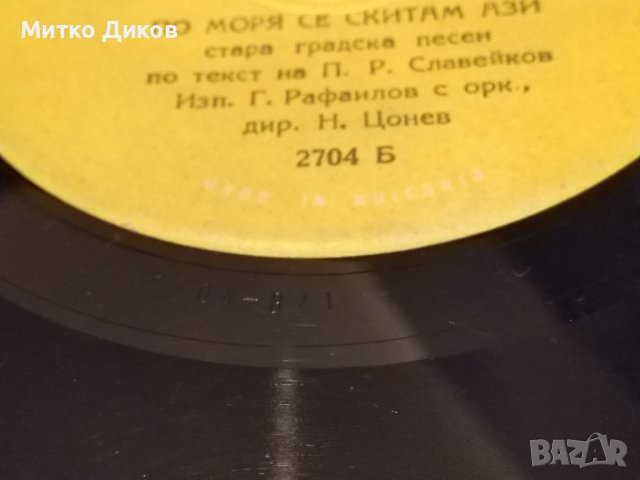 Митко Диков
ПО МОРЯ СЕ СКИТАМ АЗИ
стара градска песен
по текст на П. Р. Славейков
Изп. Г. Рафаилов с орк.,
дир. Н. Цонев
2704 Б
MADE IN BULGARIA
BAZAR